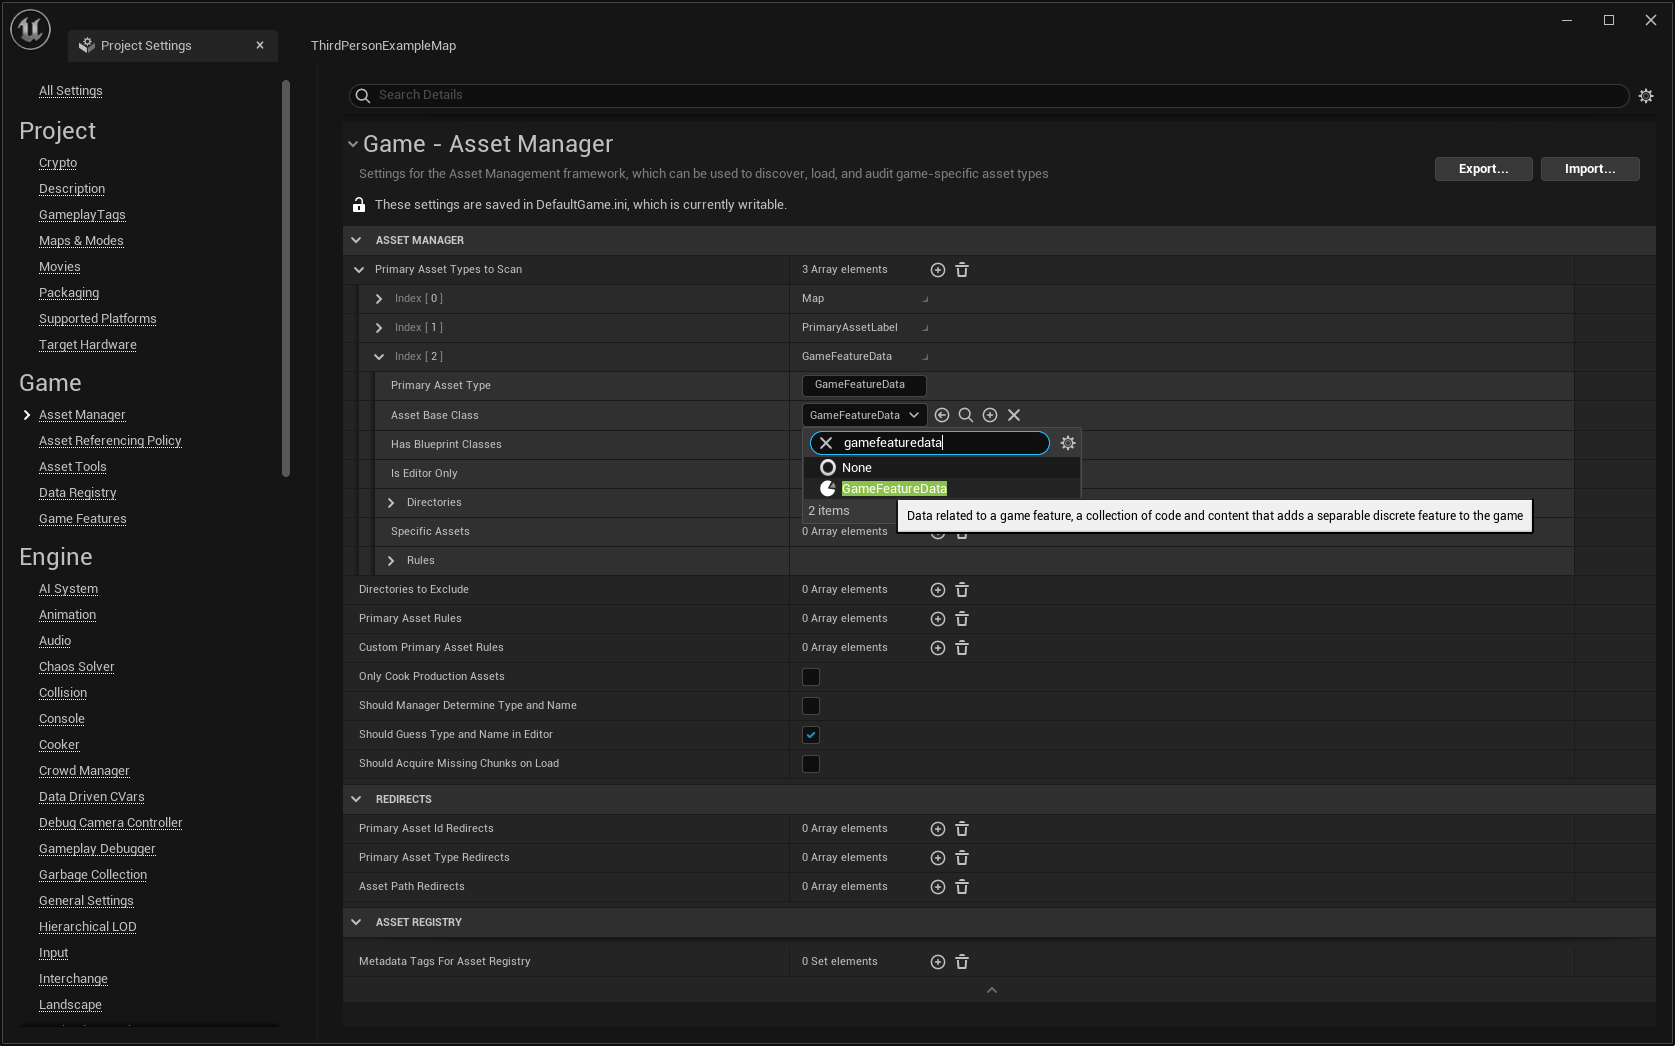 Project Settings
ThirdPersonExampleMap
All Settings
Project
Crypto
Description
GameplayTags
Maps & Modes
Movies
Packaging
Supported Platforms
Target Hardware
Game
Asset Manager
Asset Referencing Policy
Asset Tools
Data Registry
Game Features
Engine
AI System
Animation
Audio
Chaos Solver
Collision
Console
Cooker
Crowd Manager
Data Driven CVars
Debug Camera Controller
Gameplay Debugger
Garbage Collection
General Settings
Hierarchical LOD
Input
Interchange
Landscape
Search Details
Game - Asset Manager
Settings for the Asset Management framework, which can be used to discover, load, and audit game-specific asset types
Export...
Import...
These settings are saved in DefaultGame.ini, which is currently writable.
ASSET MANAGER
Primary Asset Types to Scan 3 Array elements
Index [ 0 ] Map
Index [ 1 ] PrimaryAssetLabel
Index [ 2 ] GameFeatureData
Primary Asset Type GameFeatureData
Asset Base Class GameFeatureData
Has Blueprint Classes gamefeaturedata
None
Is Editor Only
GameFeatureData
Directories 2 items
Data related to a game feature, a collection of code and content that adds a separable discrete feature to the game
Specific Assets 0 Array elements
Rules
Directories to Exclude 0 Array elements
Primary Asset Rules 0 Array elements
Custom Primary Asset Rules 0 Array elements
Only Cook Production Assets
Should Manager Determine Type and Name
Should Guess Type and Name in Editor
Should Acquire Missing Chunks on Load
REDIRECTS
Primary Asset Id Redirects 0 Array elements
Primary Asset Type Redirects 0 Array elements
Asset Path Redirects 0 Array elements
ASSET REGISTRY
Metadata Tags For Asset Registry 0 Set elements